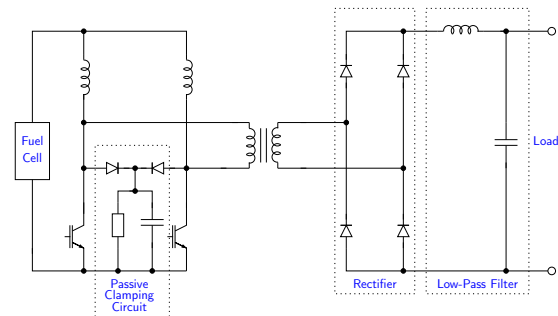 Fuel
Cell
Load
Passive
Clamping
Circuit
Rectifier
Low-Pass Filter